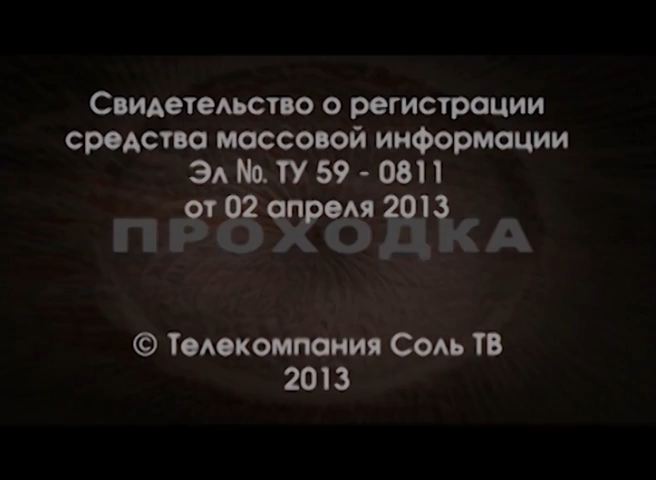 Свидетельство о регистрации
средства массовой информации
Эл №. ТУ 59 - 0811
от 02 апреля 2013
ПРОХОДКА
© Телекомпания Соль ТВ
2013